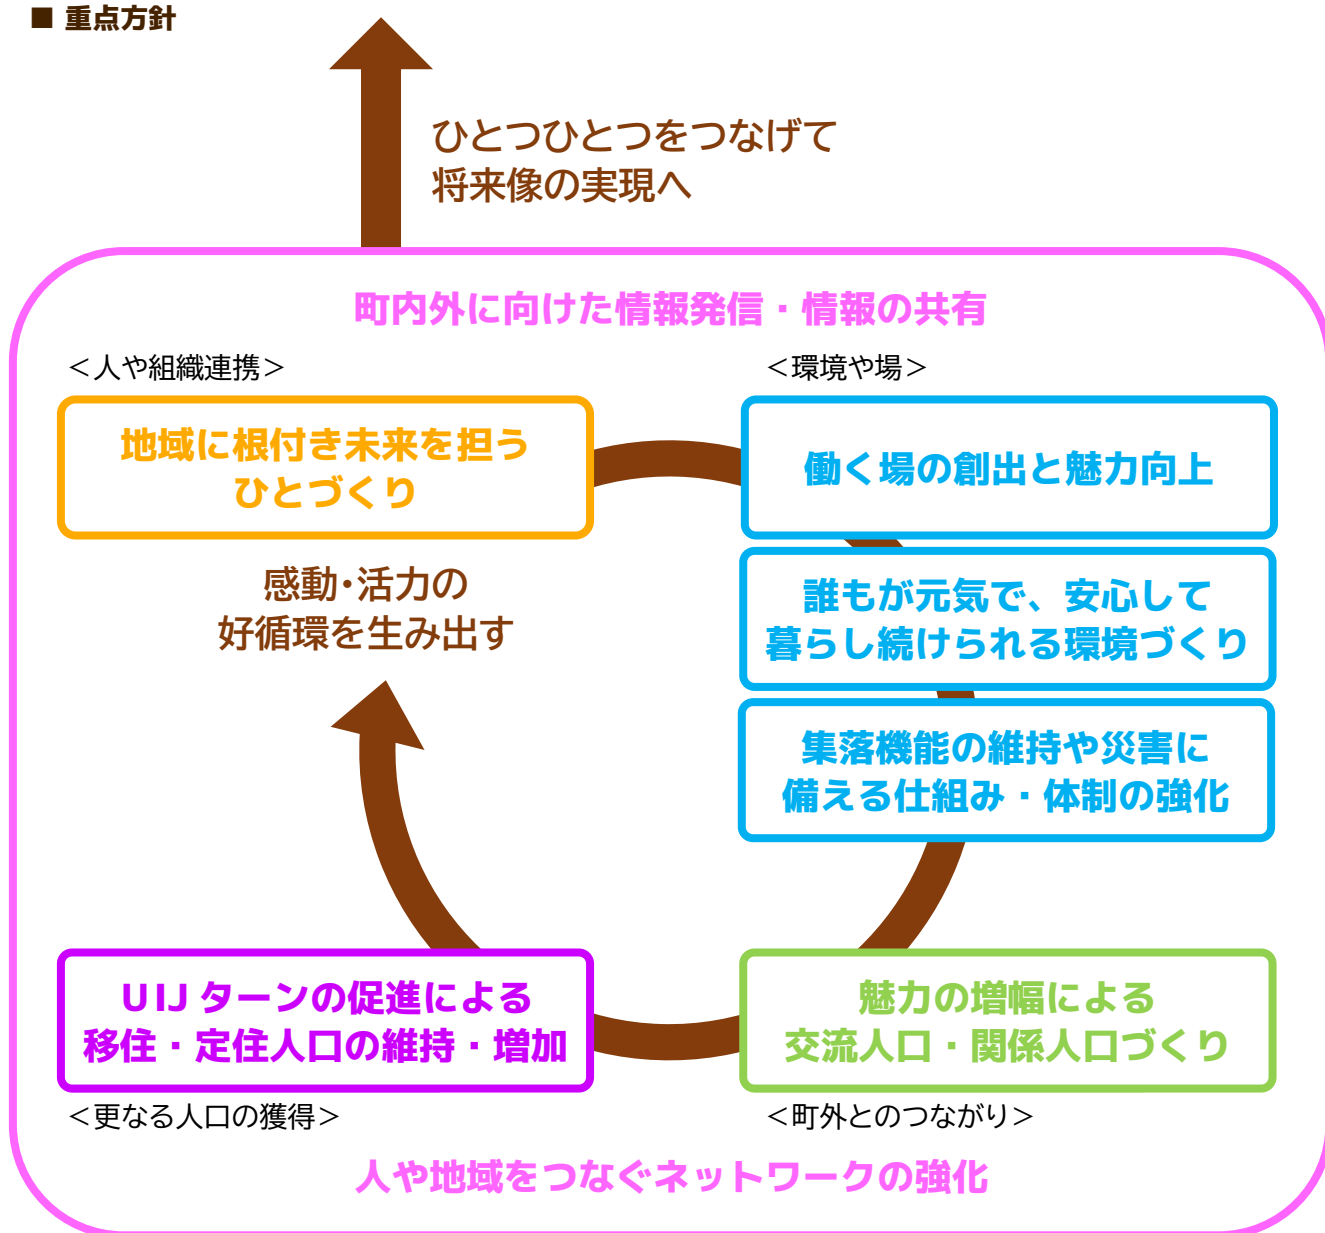 ■ 重点方針
ひとつひとつをつなげて
将来像の実現へ
町内外に向けた情報発信・情報の共有
＜人や組織連携＞
地域に根付き未来を担う
ひとづくり
＜環境や場＞
働く場の創出と魅力向上
誰もが元気で、安心して
暮らし続けられる環境づくり
集落機能の維持や災害に
備える仕組み・体制の強化
感動・活力の
好循環を生み出す
UIJターンの促進による
移住・定住人口の維持・増加
＜更なる人口の獲得＞
魅力の増幅による
交流人口・関係人口づくり
＜町外とのつながり＞
人や地域をつなぐネットワークの強化